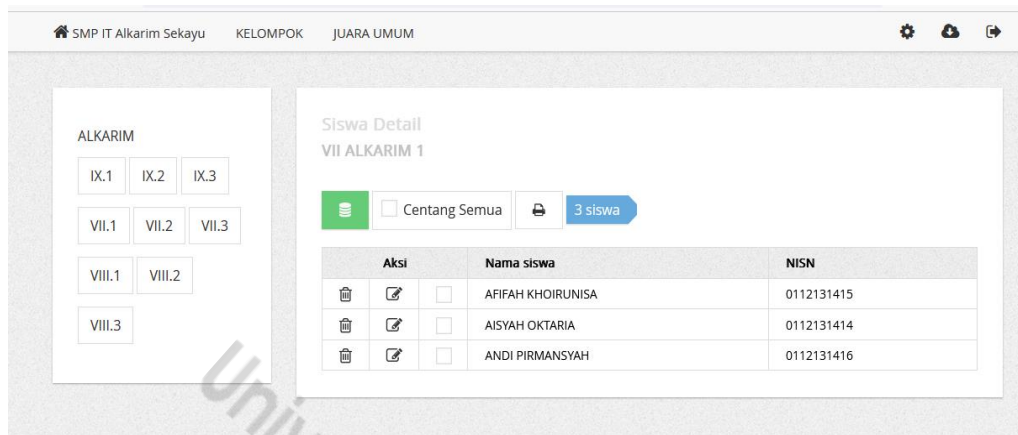 SMP IT Alkarim Sekayu KELOMPOK JUARA UMUM
ALKARIM
IX.1 IX.2 IX.3
VII.1 VII.2 VII.3
VIII.1 VIII.2
VIII.3
Siswa Detail
VII ALKARIM 1
Centang Semua 3 siswa
Aksi Nama siswa NISN
AFIFAH KHOIRUNISA 0112131415
AISYAH OKTARIA 0112131414
ANDI PIRMANSYAH 0112131416